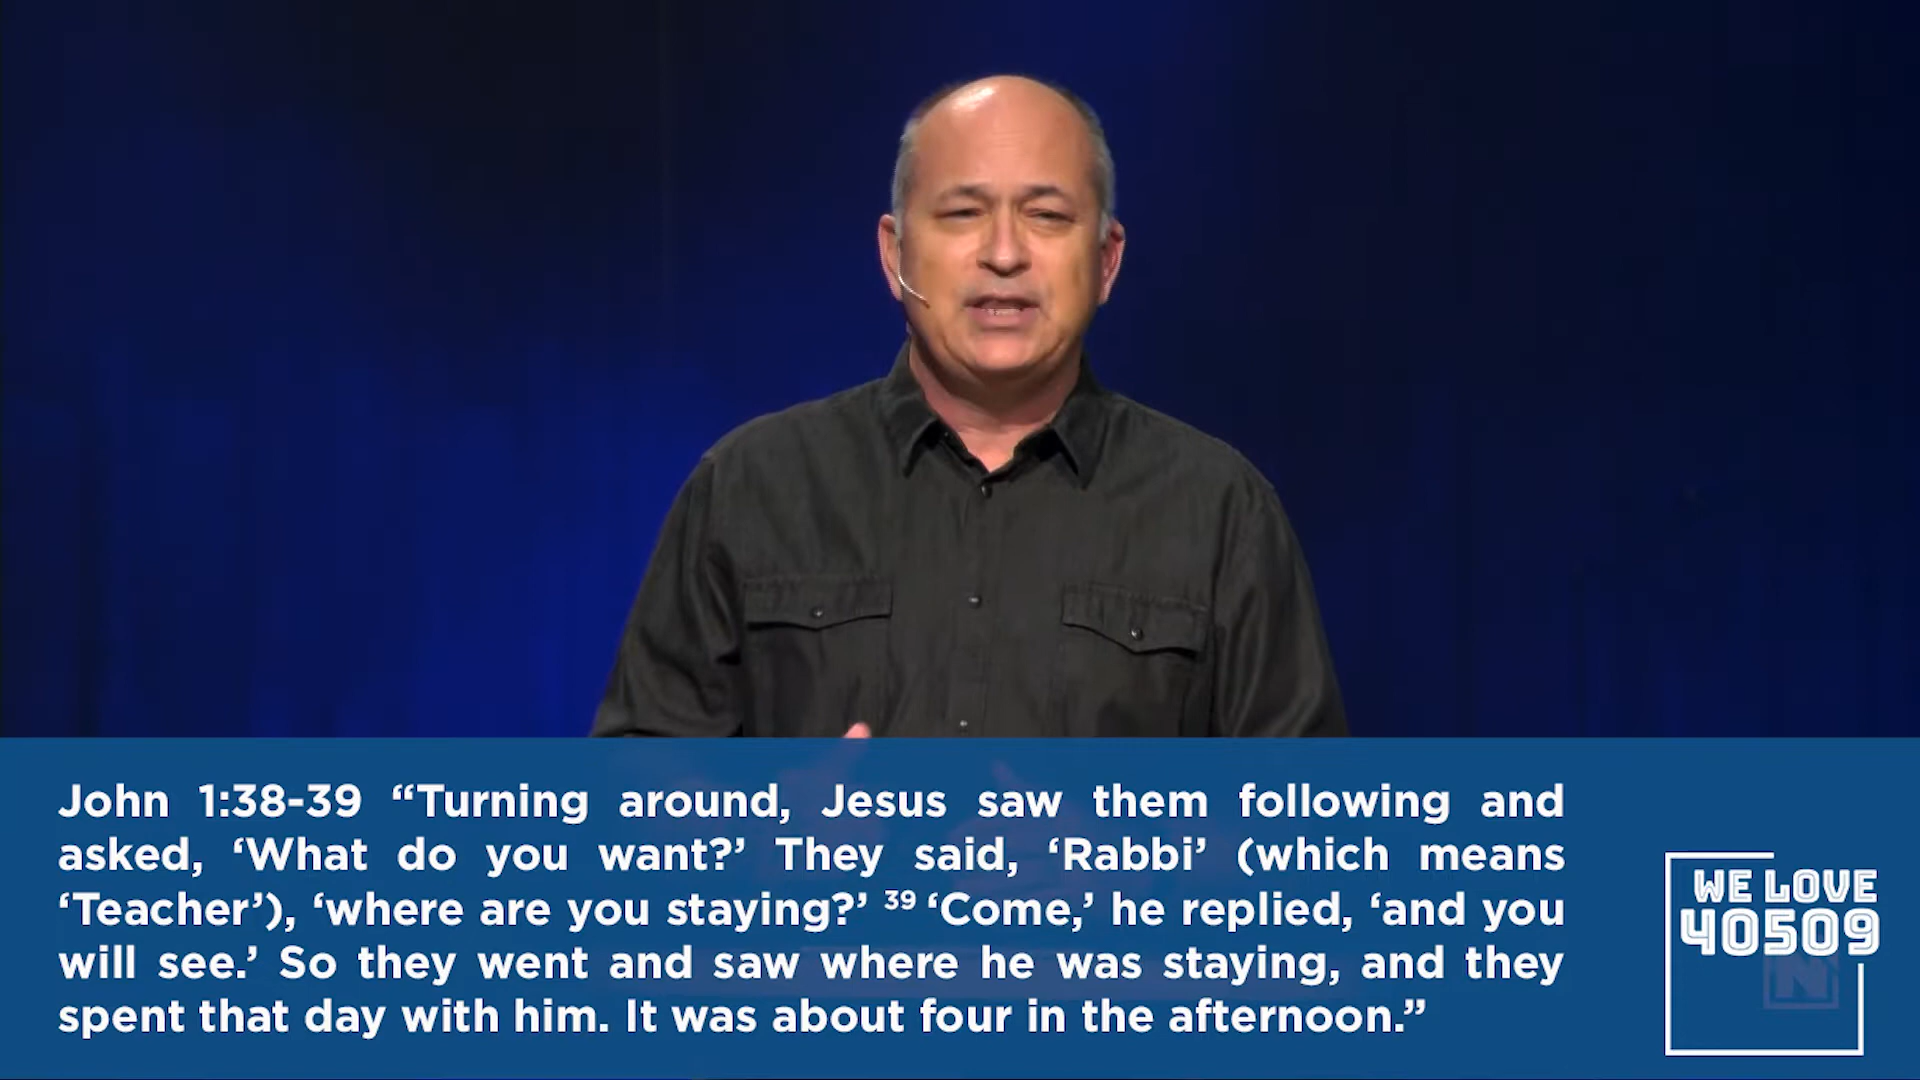 John 1:38-39 “Turning around, Jesus saw them following and
asked, ‘What do you want?’ They said, ‘Rabbi’ (which means
‘Teacher’), ‘where are you staying?’ 39 ‘Come,’ he replied, ‘and you
will see.’ So they went and saw where he was staying, and they
spent that day with him. It was about four in the afternoon.”
WE LOVE
40509
N